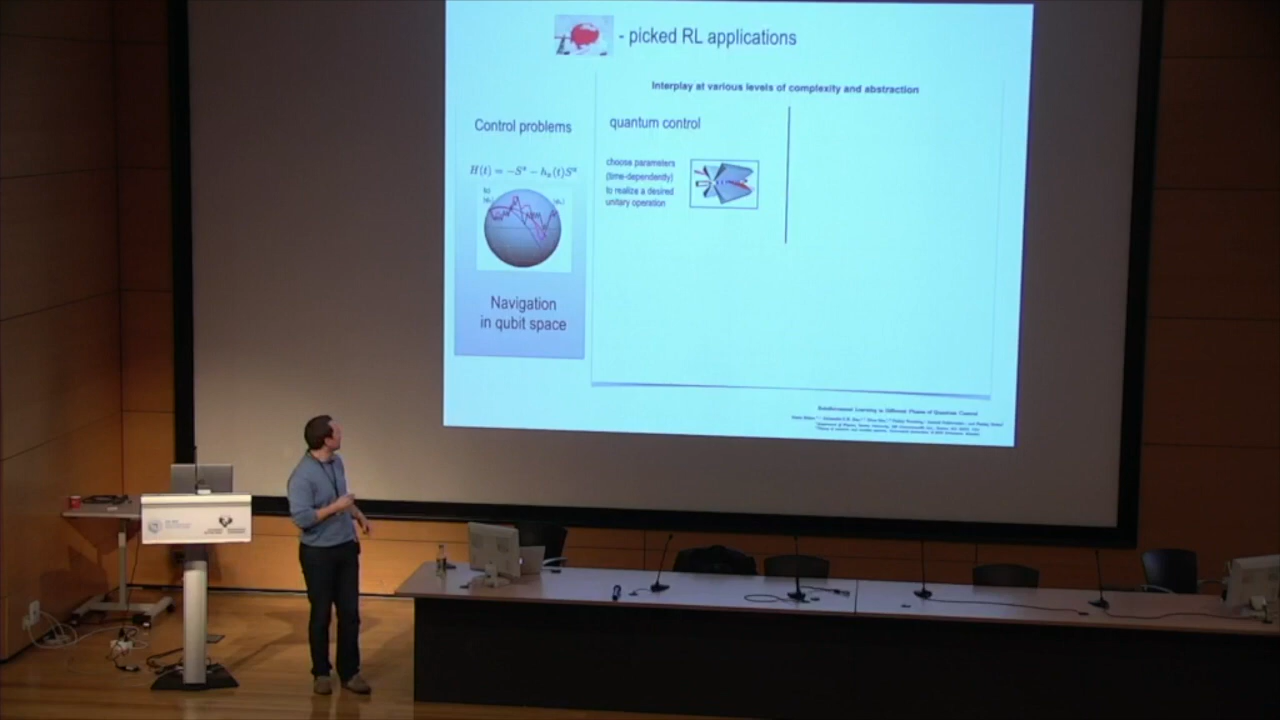 - picked RL applications
Interplay at various levels of complexity and abstraction
Control problems
quantum control
choose parameters
(time-dependently)
to realize a desired
unitary operation
Navigation
in qubit space
Reinforcement Learning in Different Phases of Quantum Control